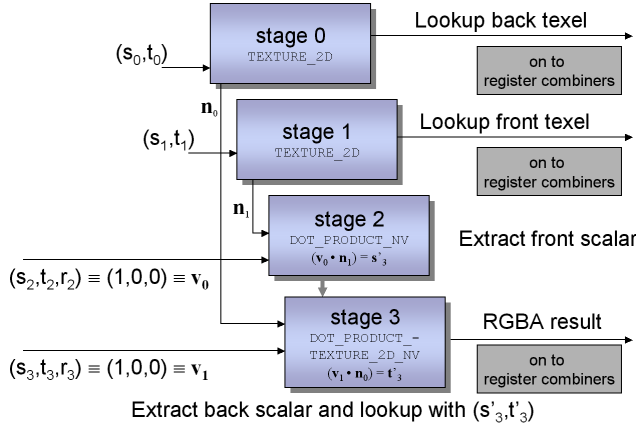 stage 0
TEXTURE_2D
Lookup back texel
(s₀,t₀)
on to
register combiners
n₀
stage 1
TEXTURE_2D
Lookup front texel
(s₁,t₁)
on to
register combiners
n₁
stage 2
DOT_PRODUCT_NV
(v₀ • n₁) = s'₃
Extract front scalar
(s₂,t₂,r₂) ≡ (1,0,0) ≡ v₀
stage 3
DOT_PRODUCT_-
TEXTURE_2D_NV
(v₁ • n₀) = t'₃
RGBA result
(s₃,t₃,r₃) ≡ (1,0,0) ≡ v₁
on to
register combiners
Extract back scalar and lookup with (s'₃,t'₃)